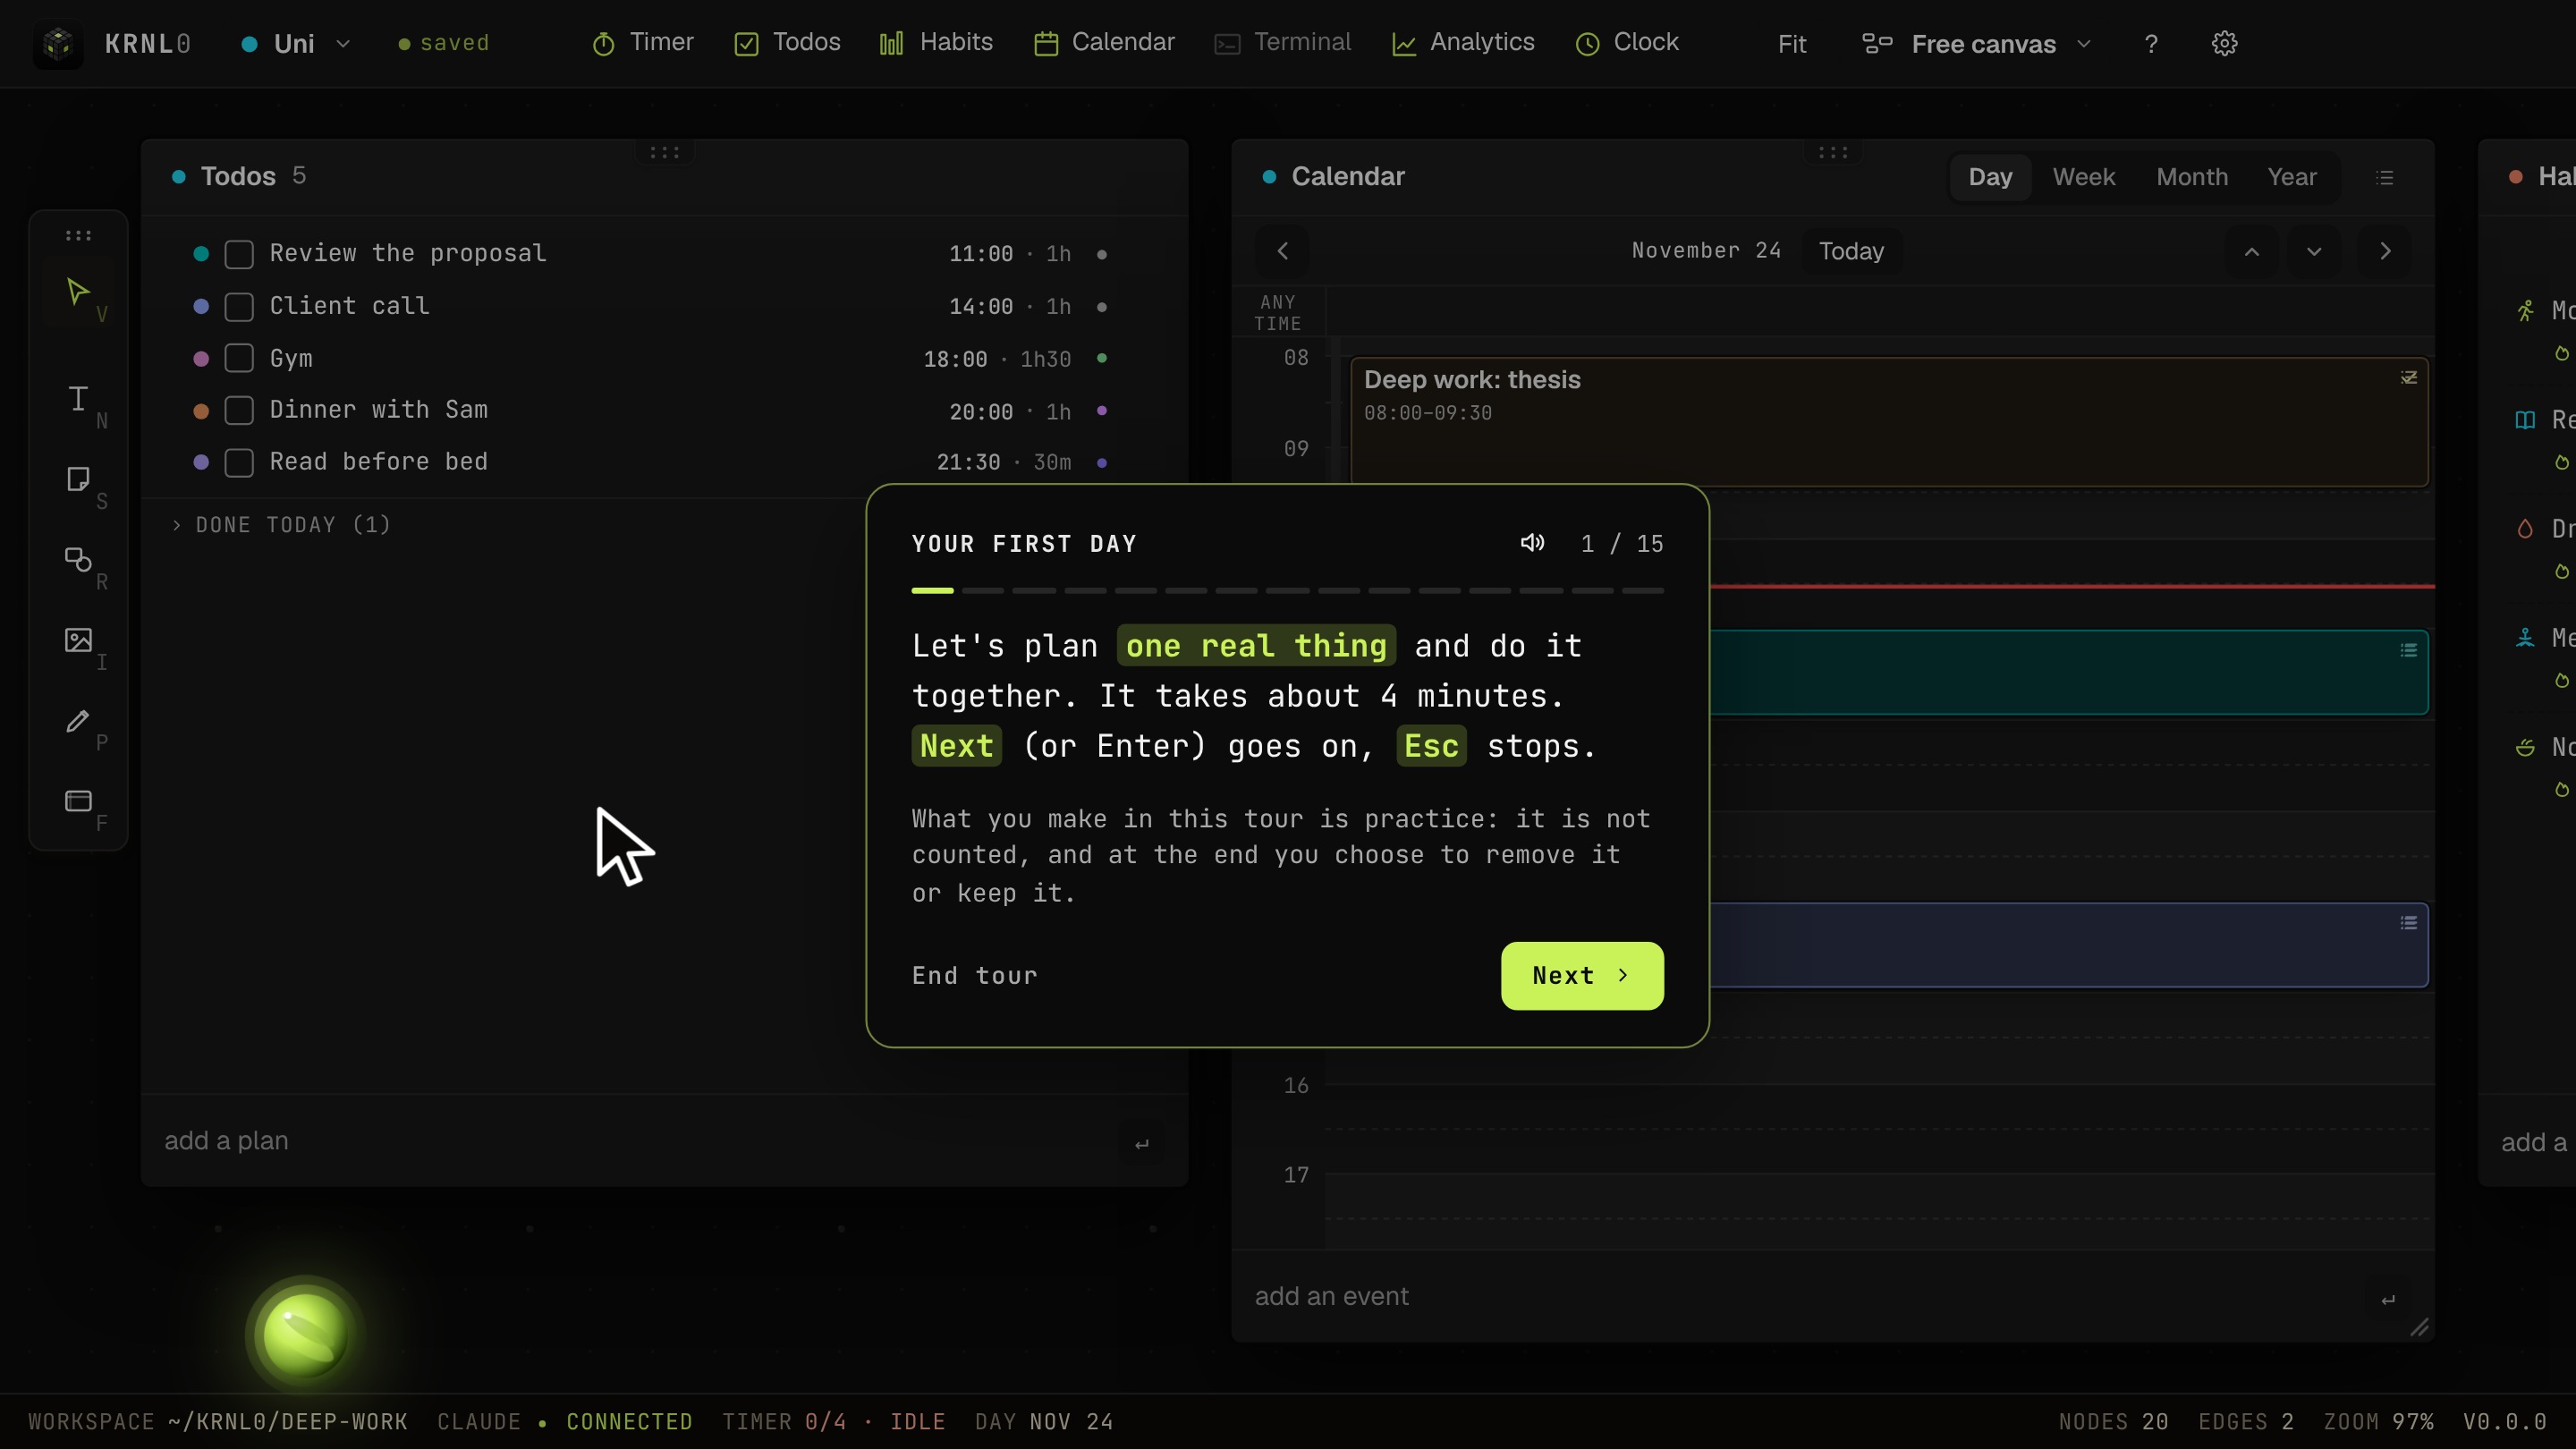 KRNL0
Uni
saved
Timer
Todos
Habits
Calendar
Terminal
Analytics
Clock
Fit
Free canvas
?
V
N
S
R
I
P
F
Todos 5
Review the proposal 11:00 · 1h
Client call 14:00 · 1h
Gym 18:00 · 1h30
Dinner with Sam 20:00 · 1h
Read before bed 21:30 · 30m
DONE TODAY (1)
add a plan
Calendar
Day Week Month Year
November 24 Today
ANY
TIME
08
Deep work: thesis
08:00–09:30
09
16
17
add an event
YOUR FIRST DAY 1 / 15
Let's plan one real thing and do it
together. It takes about 4 minutes.
Next (or Enter) goes on, Esc stops.
What you make in this tour is practice: it is not
counted, and at the end you choose to remove it
or keep it.
End tour
Next
add a
WORKSPACE ~/KRNL0/DEEP-WORK CLAUDE • CONNECTED TIMER 0/4 · IDLE DAY NOV 24
NODES 20 EDGES 2 ZOOM 97% V0.0.0